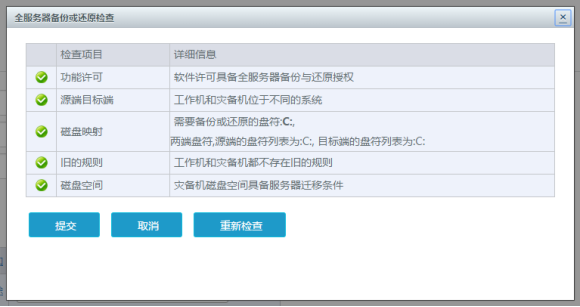 全服务器备份或还原检查
检查项目 详细信息
功能许可 软件许可具备全服务器备份与还原授权
源端目标端 工作机和灾备机位于不同的系统
磁盘映射 需要备份或还原的盘符:C:,
两端盘符,源端的盘符列表为:C:, 目标端的盘符列表为:C:
旧的规则 工作机和灾备机都不存在旧的规则
磁盘空间 灾备机磁盘空间具备服务器迁移条件
提交 取消 重新检查